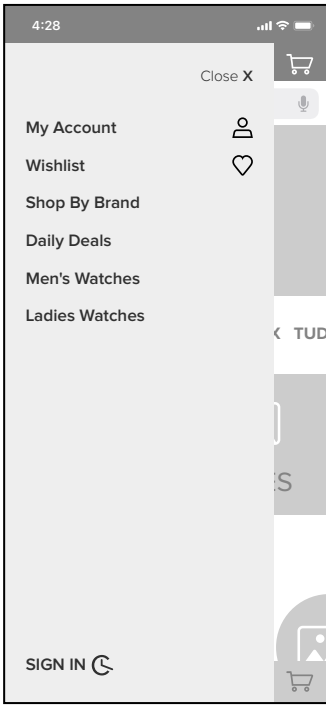 4:28
Close X
My Account
Wishlist
Shop By Brand
Daily Deals
Men's Watches
Ladies Watches
X TUD
ES
SIGN IN